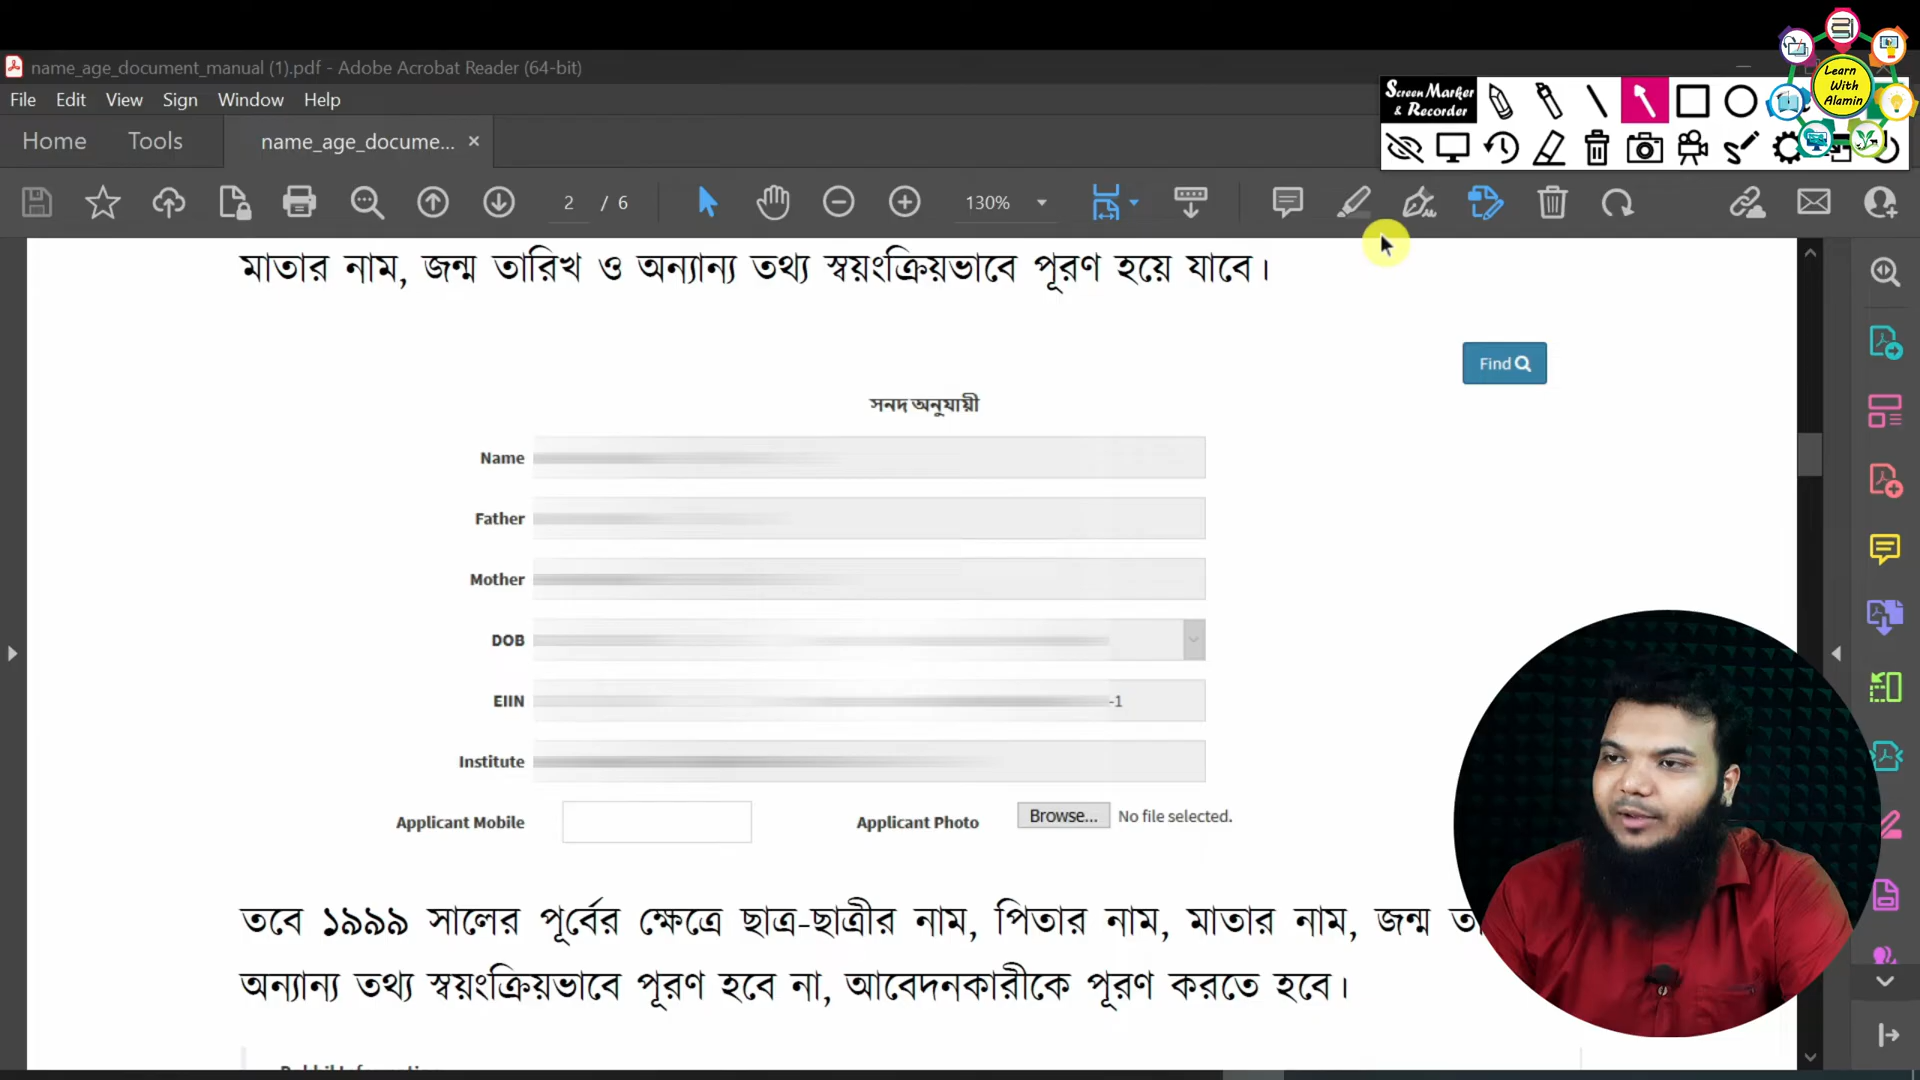 name_age_document_manual (1).pdf - Adobe Acrobat Reader (64-bit)
File Edit View Sign Window Help
Screen Marker
& Recorder
Learn
With
Alamin
Home Tools name_age_docume...
2 / 6 130%
মাতার নাম, জন্ম তারিখ ও অন্যান্য তথ্য স্বয়ংক্রিয়ভাবে পূরণ হয়ে যাবে।
Find
সনদ অনুযায়ী
Name
Father
Mother
DOB
EIIN -1
Institute
Applicant Mobile Applicant Photo Browse... No file selected.
তবে ১৯৯৯ সালের পূর্বের ক্ষেত্রে ছাত্র-ছাত্রীর নাম, পিতার নাম, মাতার নাম, জন্ম
অন্যান্য তথ্য স্বয়ংক্রিয়ভাবে পূরণ হবে না, আবেদনকারীকে পূরণ করতে হবে।